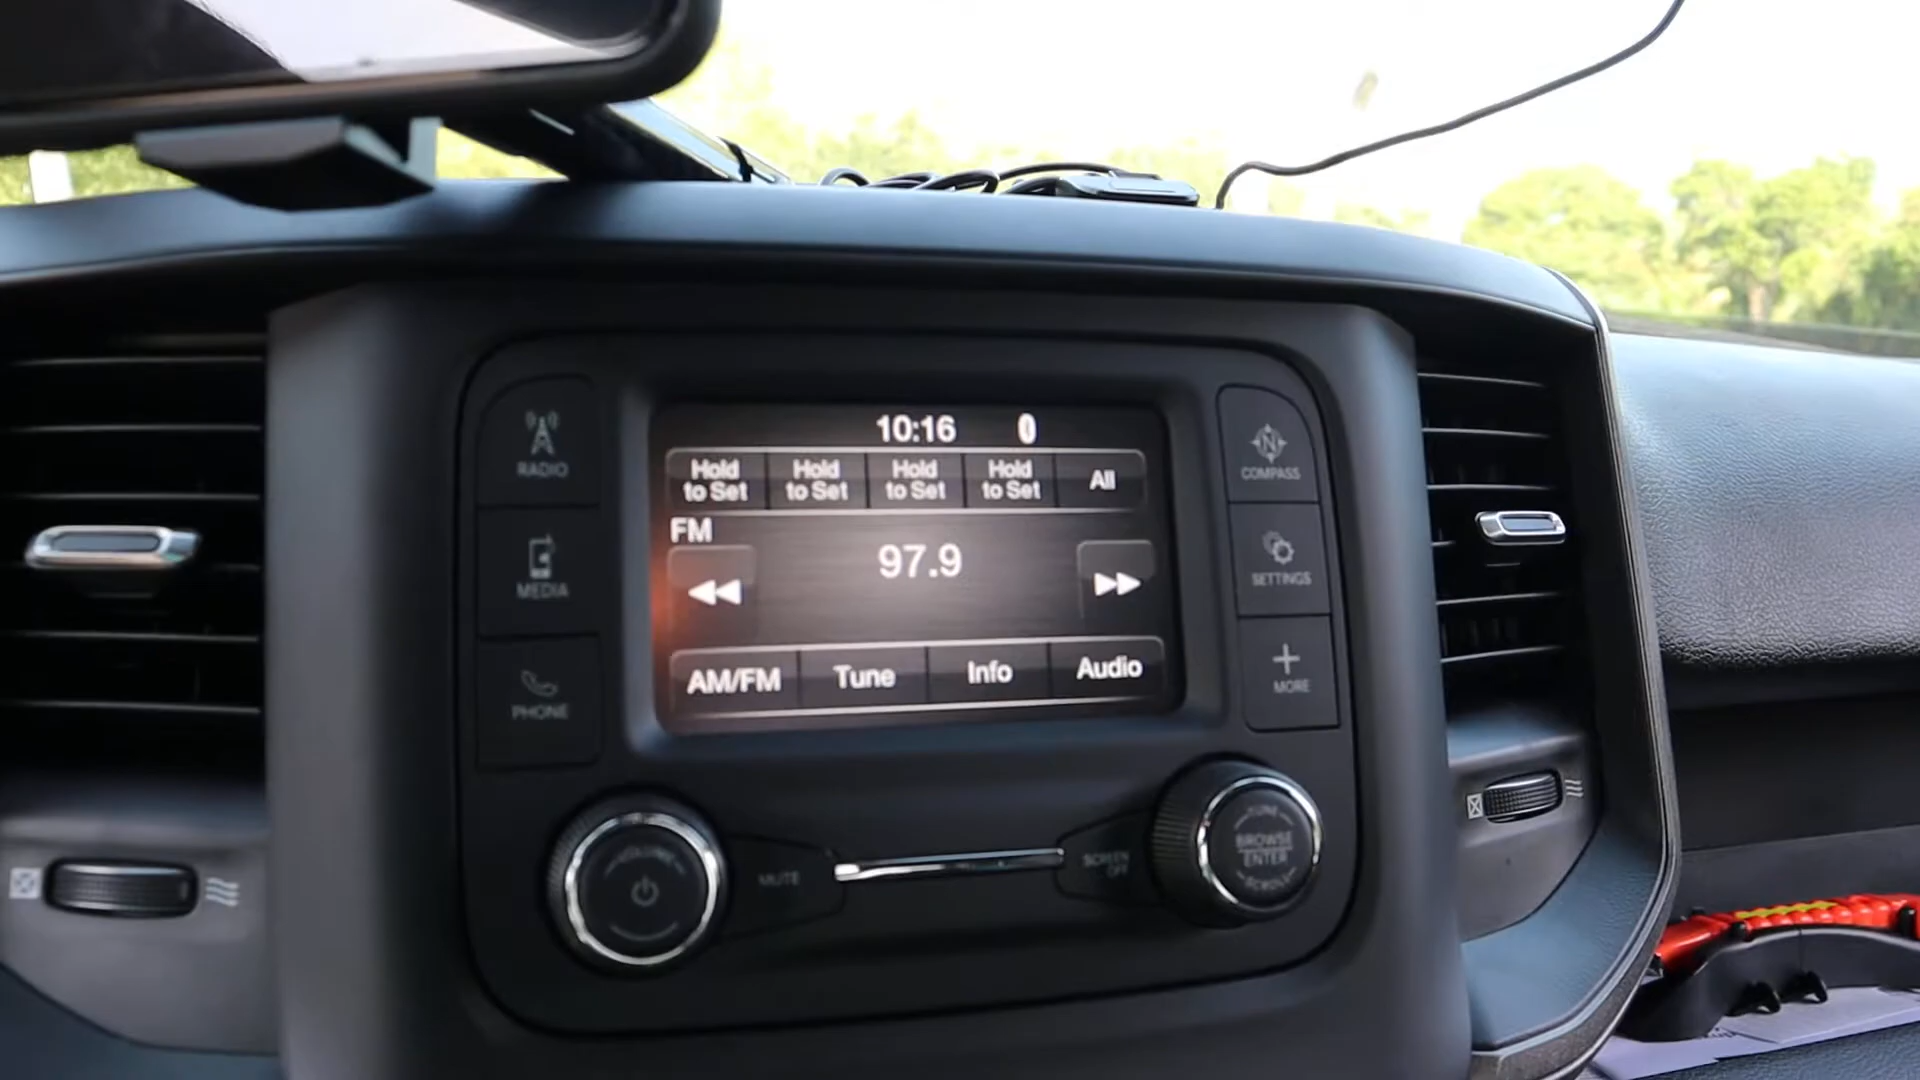 10:16
Hold to Set
Hold to Set
Hold to Set
Hold to Set
All
FM
97.9
AM/FM
Tune
Info
Audio
RADIO
MEDIA
PHONE
N
COMPASS
SETTINGS
MORE
VOLUME
MUTE
SCREEN OFF
TUNE
BROWSE
ENTER
SCROLL